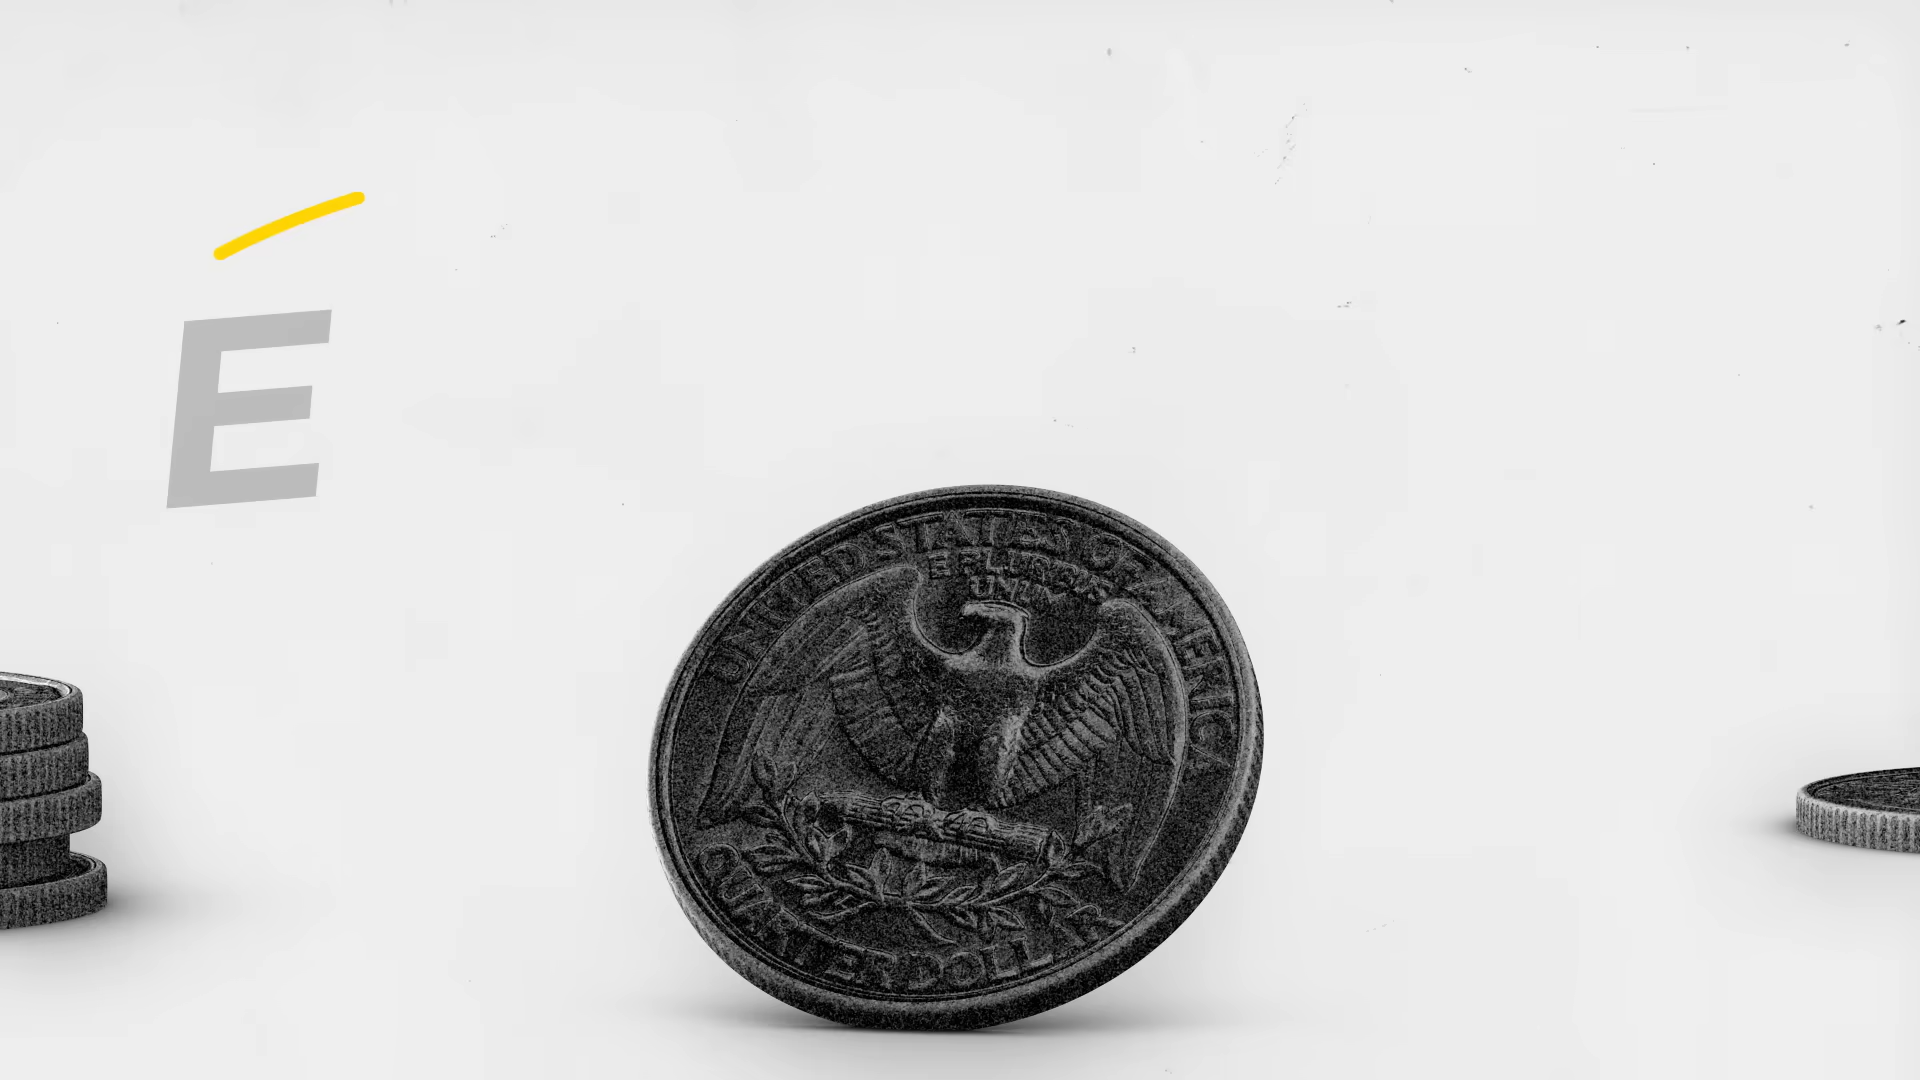 E
UNITED STATES OF AMERICA
E PLURIBUS
UNUM
QUARTER DOLLAR